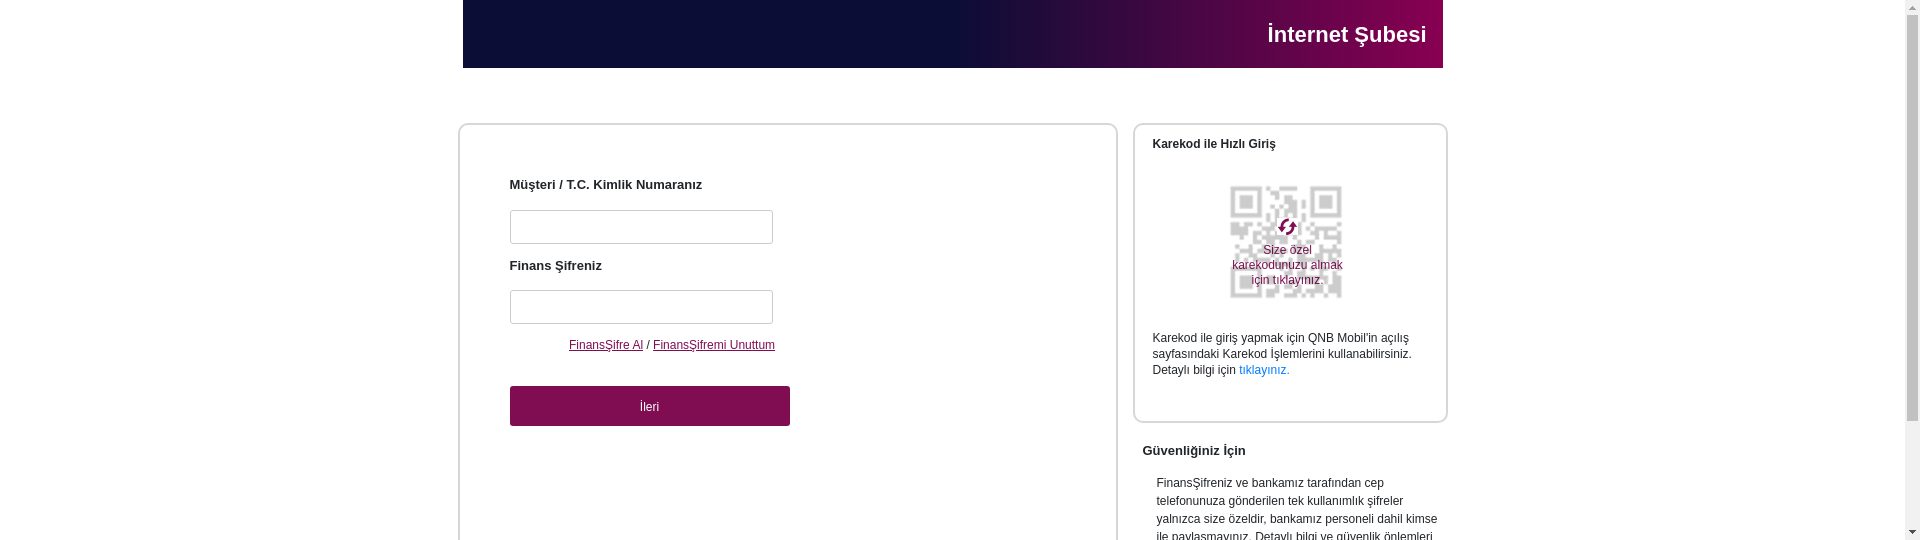 İnternet Şubesi
Müşteri / T.C. Kimlik Numaranız
Finans Şifreniz
FinansŞifre Al / FinansŞifremi Unuttum
İleri
Karekod ile Hızlı Giriş
Size özel
karekodunuzu almak
için tıklayınız.
Karekod ile giriş yapmak için QNB Mobil'in açılış
sayfasındaki Karekod İşlemlerini kullanabilirsiniz.
Detaylı bilgi için tıklayınız.
Güvenliğiniz İçin
FinansŞifreniz ve bankamız tarafından cep
telefonunuza gönderilen tek kullanımlık şifreler
yalnızca size özeldir, bankamız personeli dahil kimse
ile paylaşmayınız. Detaylı bilgi ve güvenlik önlemleri